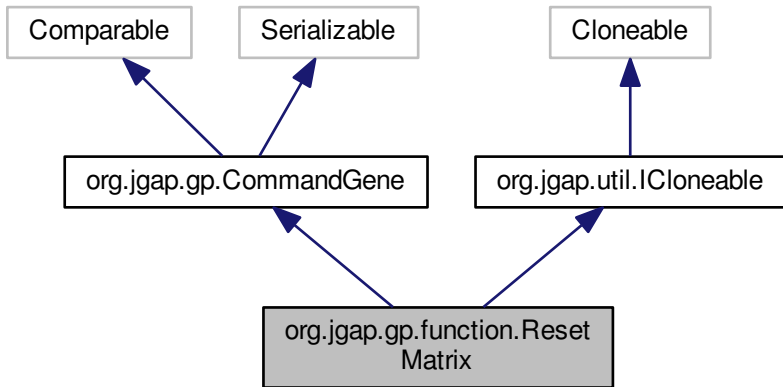 Comparable
Serializable
Cloneable
org.jgap.gp.CommandGene
org.jgap.util.ICloneable
org.jgap.gp.function.Reset
Matrix